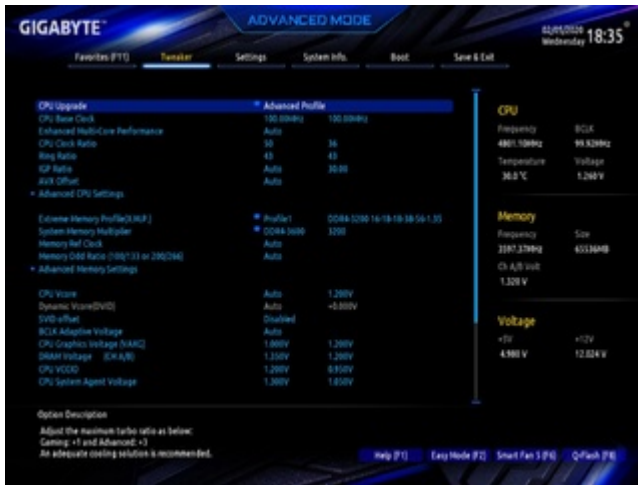 GIGABYTE™
ADVANCED MODE
02/05/2020
Wednesday 18:35
Favorites (F11) Tweaker Settings System Info. Boot Save & Exit
CPU Upgrade Advanced Profile
CPU Base Clock 100.00MHz 100.00MHz
Enhanced Multi-Core Performance Auto
CPU Clock Ratio 50 36
Ring Ratio 43 43
IGP Ratio Auto 30.00
AVX Offset Auto
Advanced CPU Settings
Extreme Memory Profile(X.M.P.) Profile1 DDR4-3200 16-18-18-38-56-1.35
System Memory Multiplier DDR4-3600 3200
Memory Ref Clock Auto
Memory Odd Ratio (100/133 or 200/266) Auto
Advanced Memory Settings
CPU Vcore Auto 1.200V
Dynamic Vcore(DVID) Auto +0.000V
SVID offset Disabled
BCLK Adaptive Voltage Auto
CPU Graphics Voltage (VAXG) 1.000V 1.200V
DRAM Voltage (CH A/B) 1.350V 1.200V
CPU VCCIO 1.200V 0.950V
CPU System Agent Voltage 1.300V 1.050V
CPU
Frequency BCLK
4801.10MHz 99.92MHz
Temperature Voltage
30.0 °C 1.260 V
Memory
Frequency Size
3597.37MHz 65536MB
Ch A/B Volt
1.320 V
Voltage
+5V +12V
4.980 V 12.024 V
Option Description
Adjust the maximum turbo ratio as below:
Gaming: +1 and Advanced: +3
An adequate cooling solution is recommended.
Help (F1) Easy Mode (F2) Smart Fan 5 (F6) Q-Flash (F8)